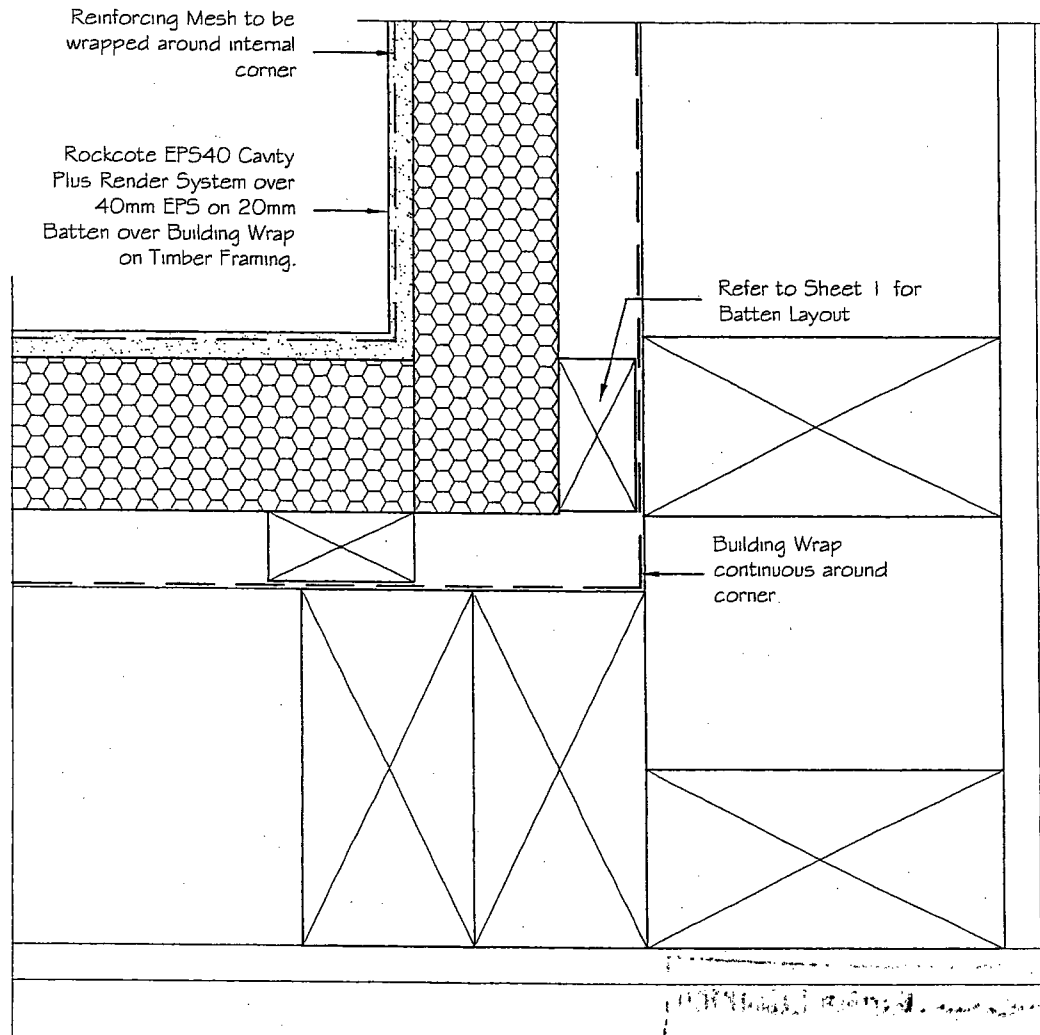 Reinforcing Mesh to be
wrapped around internal
corner
Rockcote EPS40 Cavity
Plus Render System over
40mm EPS on 20mm
Batten over Building Wrap
on Timber Framing.
Refer to Sheet 1 for
Batten Layout
Building Wrap
continuous around
corner.